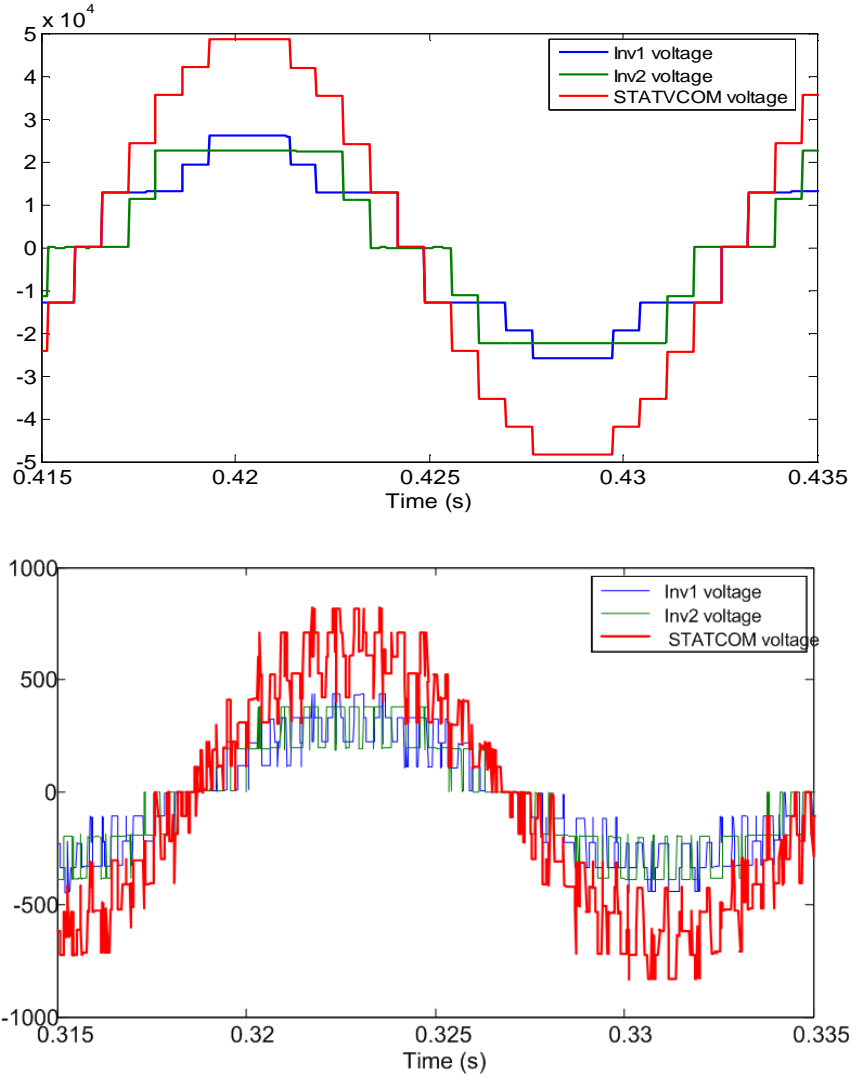 x 10⁴
5
4
3
2
1
0
-1
-2
-3
-4
-5
0.415
0.42
0.425
0.43
0.435
Time (s)
Inv1 voltage
Inv2 voltage
STATVCOM voltage
1000
500
0
-500
-1000
0.315
0.32
0.325
0.33
0.335
Time (s)
Inv1 voltage
Inv2 voltage
STATCOM voltage